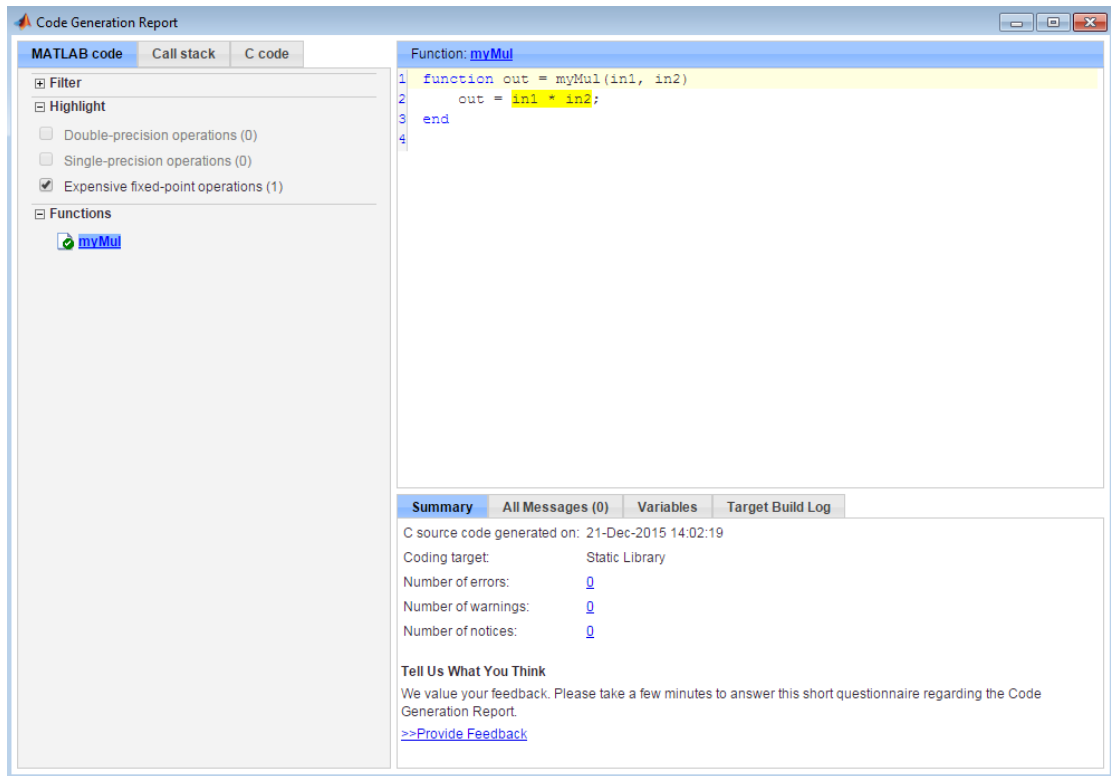 Code Generation Report
MATLAB code Call stack C code
Filter
Highlight
Double-precision operations (0)
Single-precision operations (0)
Expensive fixed-point operations (1)
Functions
myMul
Function: myMul
1 function out = myMul(in1, in2)
2 out = in1 * in2;
3 end
4
Summary All Messages (0) Variables Target Build Log
C source code generated on: 21-Dec-2015 14:02:19
Coding target: Static Library
Number of errors: 0
Number of warnings: 0
Number of notices: 0
Tell Us What You Think
We value your feedback. Please take a few minutes to answer this short questionnaire regarding the Code
Generation Report.
>>Provide Feedback